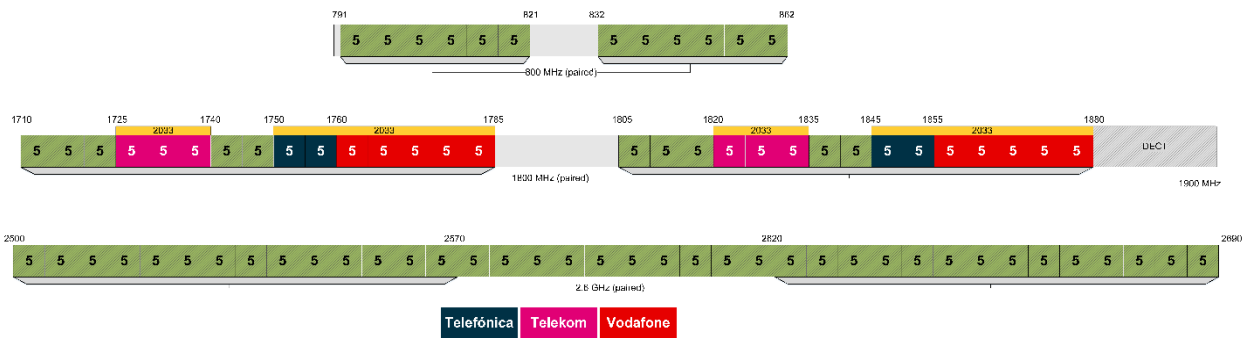 791 821 832 862
5 5 5 5 5 5 5 5 5 5 5 5
800 MHz (paired)
1710 1725 1740 1750 1760 1785 1805 1820 1835 1845 1855 1880
2033 2033 2033 2033
5 5 5 5 5 5 5 5 5 5 5 5 5 5 5 5 5 5 5 5 5 5 5 5 5 5 5 5 5 5 DECT
1800 MHz (paired) 1900 MHz
2500 2570 2620 2690
5 5 5 5 5 5 5 5 5 5 5 5 5 5 5 5 5 5 5 5 5 5 5 5 5 5 5 5 5 5 5 5 5 5 5 5 5 5
2.6 GHz (paired)
Telefónica Telekom Vodafone